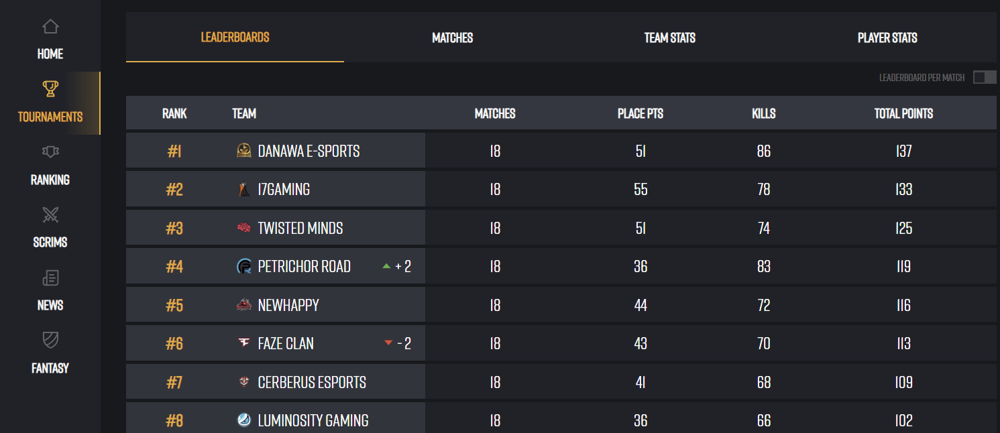 HOME
TOURNAMENTS
RANKING
SCRIMS
NEWS
FANTASY
LEADERBOARDS MATCHES TEAM STATS PLAYER STATS
LEADERBOARD PER MATCH
RANK TEAM MATCHES PLACE PTS KILLS TOTAL POINTS
#1 DANAWA E-SPORTS 18 51 86 137
#2 17GAMING 18 55 78 133
#3 TWISTED MINDS 18 51 74 125
#4 PETRICHOR ROAD + 2 18 36 83 119
#5 NEWHAPPY 18 44 72 116
#6 FAZE CLAN - 2 18 43 70 113
#7 CERBERUS ESPORTS 18 41 68 109
#8 LUMINOSITY GAMING 18 36 66 102